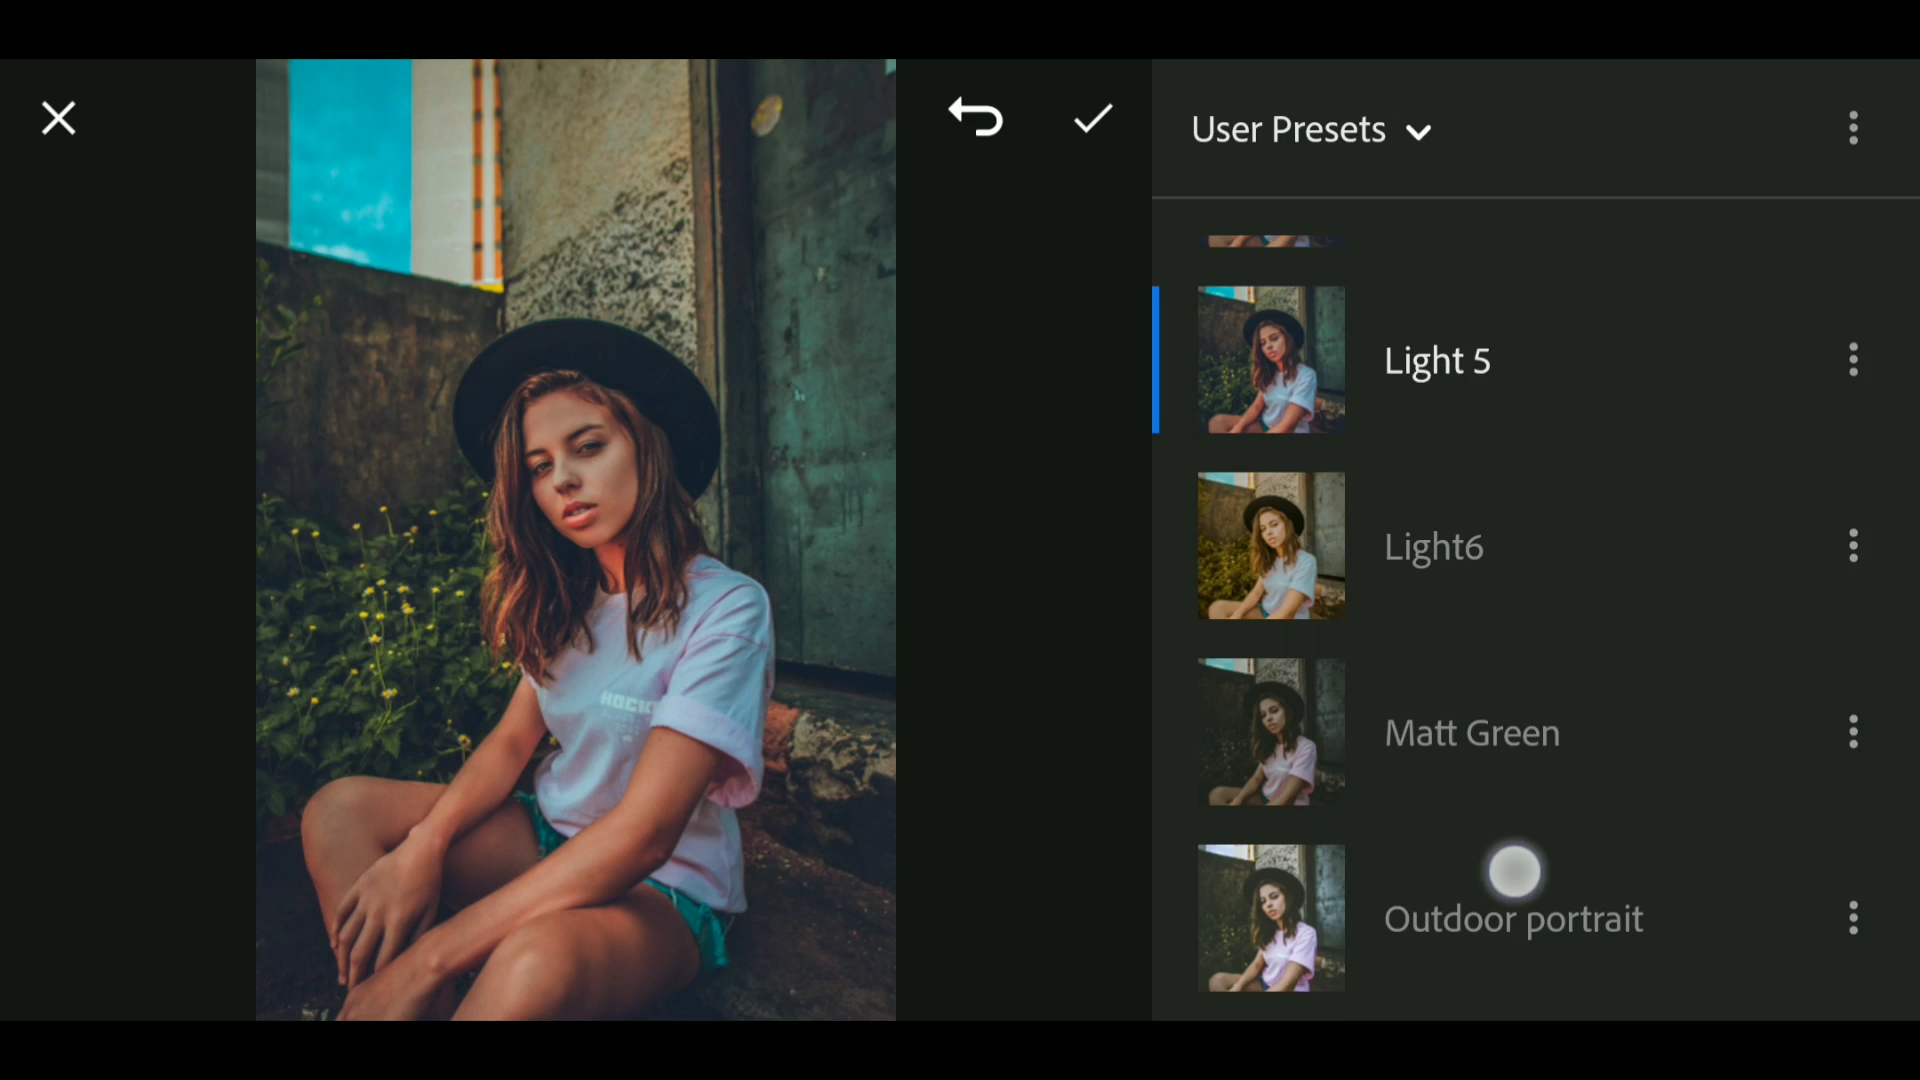 User Presets
Light 5
Light6
Matt Green
Outdoor portrait